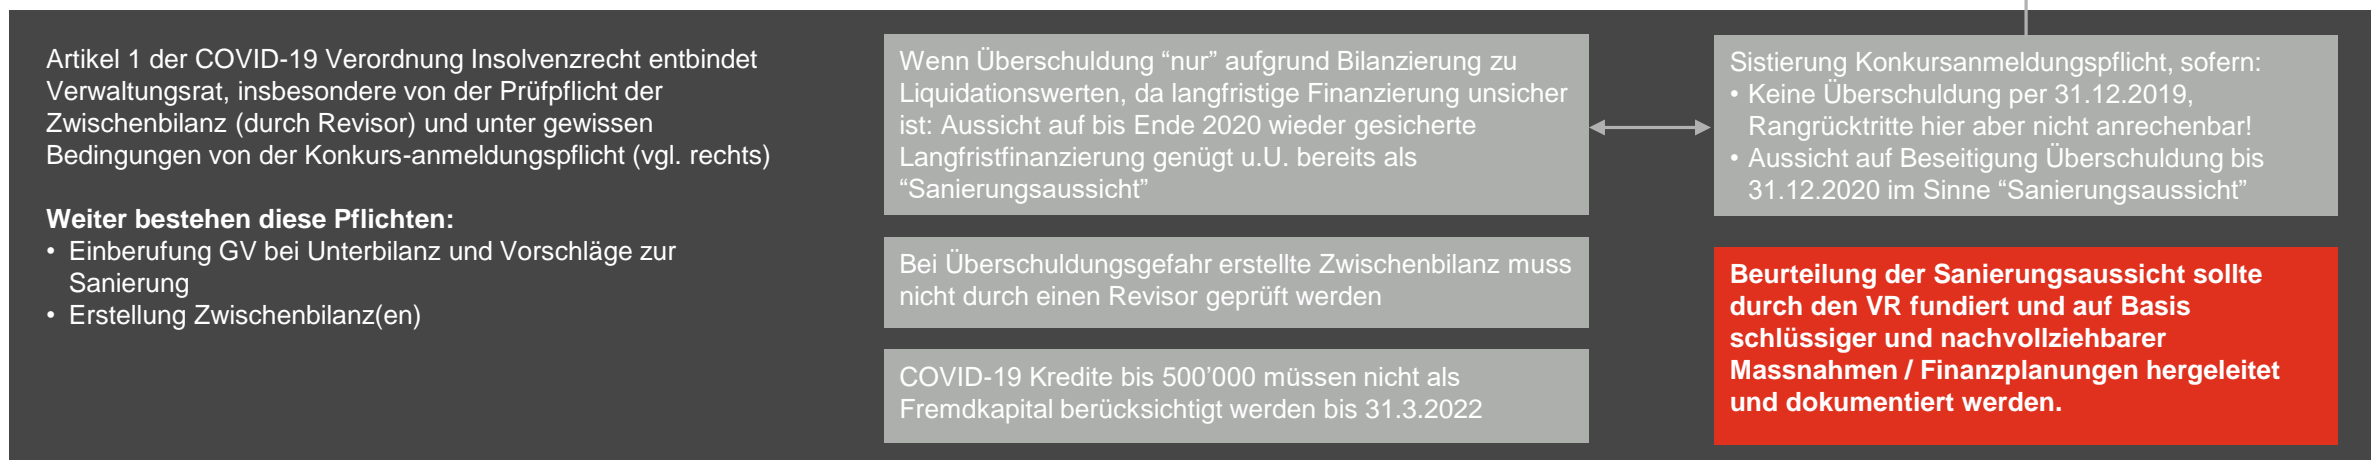 Artikel 1 der COVID-19 Verordnung Insolvenzrecht entbindet
Verwaltungsrat, insbesondere von der Prüfpflicht der
Zwischenbilanz (durch Revisor) und unter gewissen
Bedingungen von der Konkurs-anmeldungspflicht (vgl. rechts)
Weiter bestehen diese Pflichten:
• Einberufung GV bei Unterbilanz und Vorschläge zur
Sanierung
• Erstellung Zwischenbilanz(en)
Wenn Überschuldung “nur” aufgrund Bilanzierung zu
Liquidationswerten, da langfristige Finanzierung unsicher
ist: Aussicht auf bis Ende 2020 wieder gesicherte
Langfristfinanzierung genügt u.U. bereits als
“Sanierungsaussicht”
Bei Überschuldungsgefahr erstellte Zwischenbilanz muss
nicht durch einen Revisor geprüft werden
COVID-19 Kredite bis 500’000 müssen nicht als
Fremdkapital berücksichtigt werden bis 31.3.2022
Sistierung Konkursanmeldungspflicht, sofern:
• Keine Überschuldung per 31.12.2019,
Rangrücktritte hier aber nicht anrechenbar!
• Aussicht auf Beseitigung Überschuldung bis
31.12.2020 im Sinne “Sanierungsaussicht”
Beurteilung der Sanierungsaussicht sollte
durch den VR fundiert und auf Basis
schlüssiger und nachvollziehbarer
Massnahmen / Finanzplanungen hergeleitet
und dokumentiert werden.